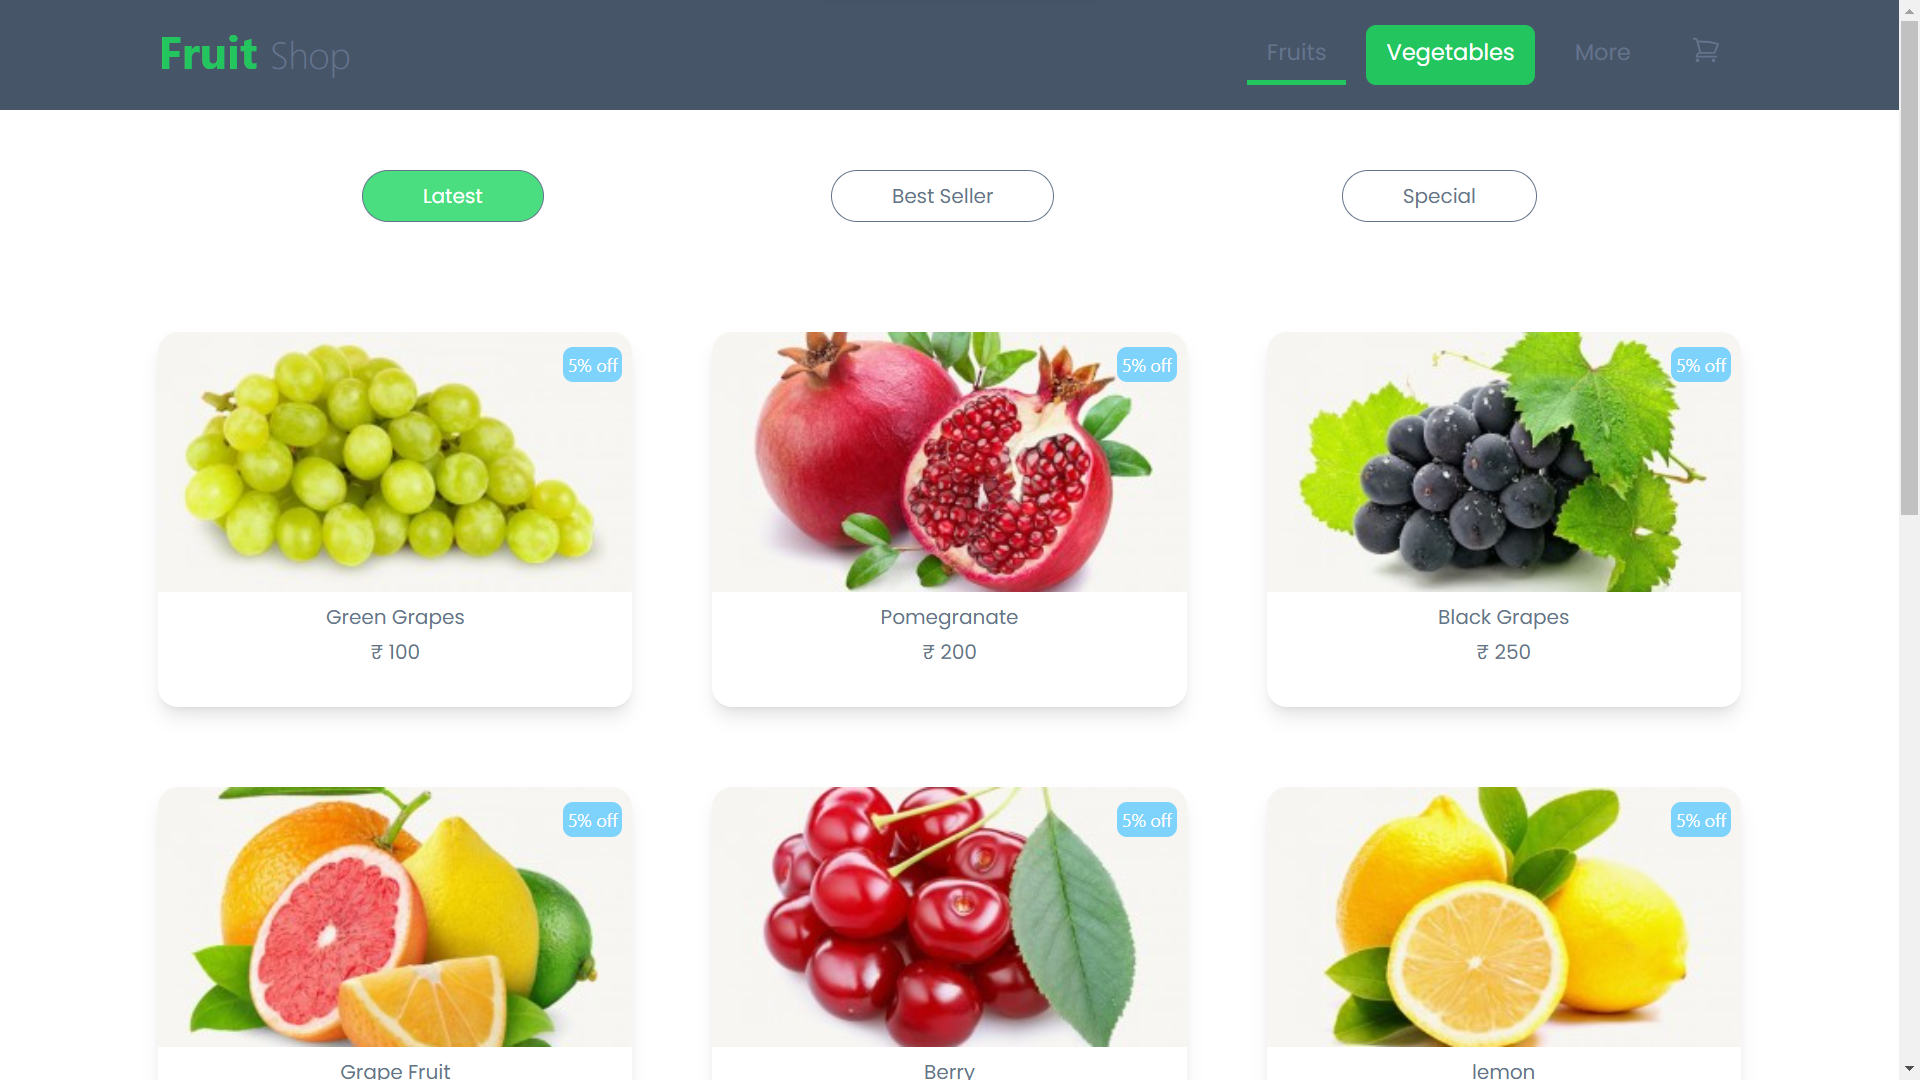 Fruit Shop
Fruits
Vegetables
More
Latest
Best Seller
Special
5% off
5% off
5% off
Green Grapes
Pomegranate
Black Grapes
₹ 100
₹ 200
₹ 250
5% off
5% off
5% off
Grape Fruit
Berry
lemon